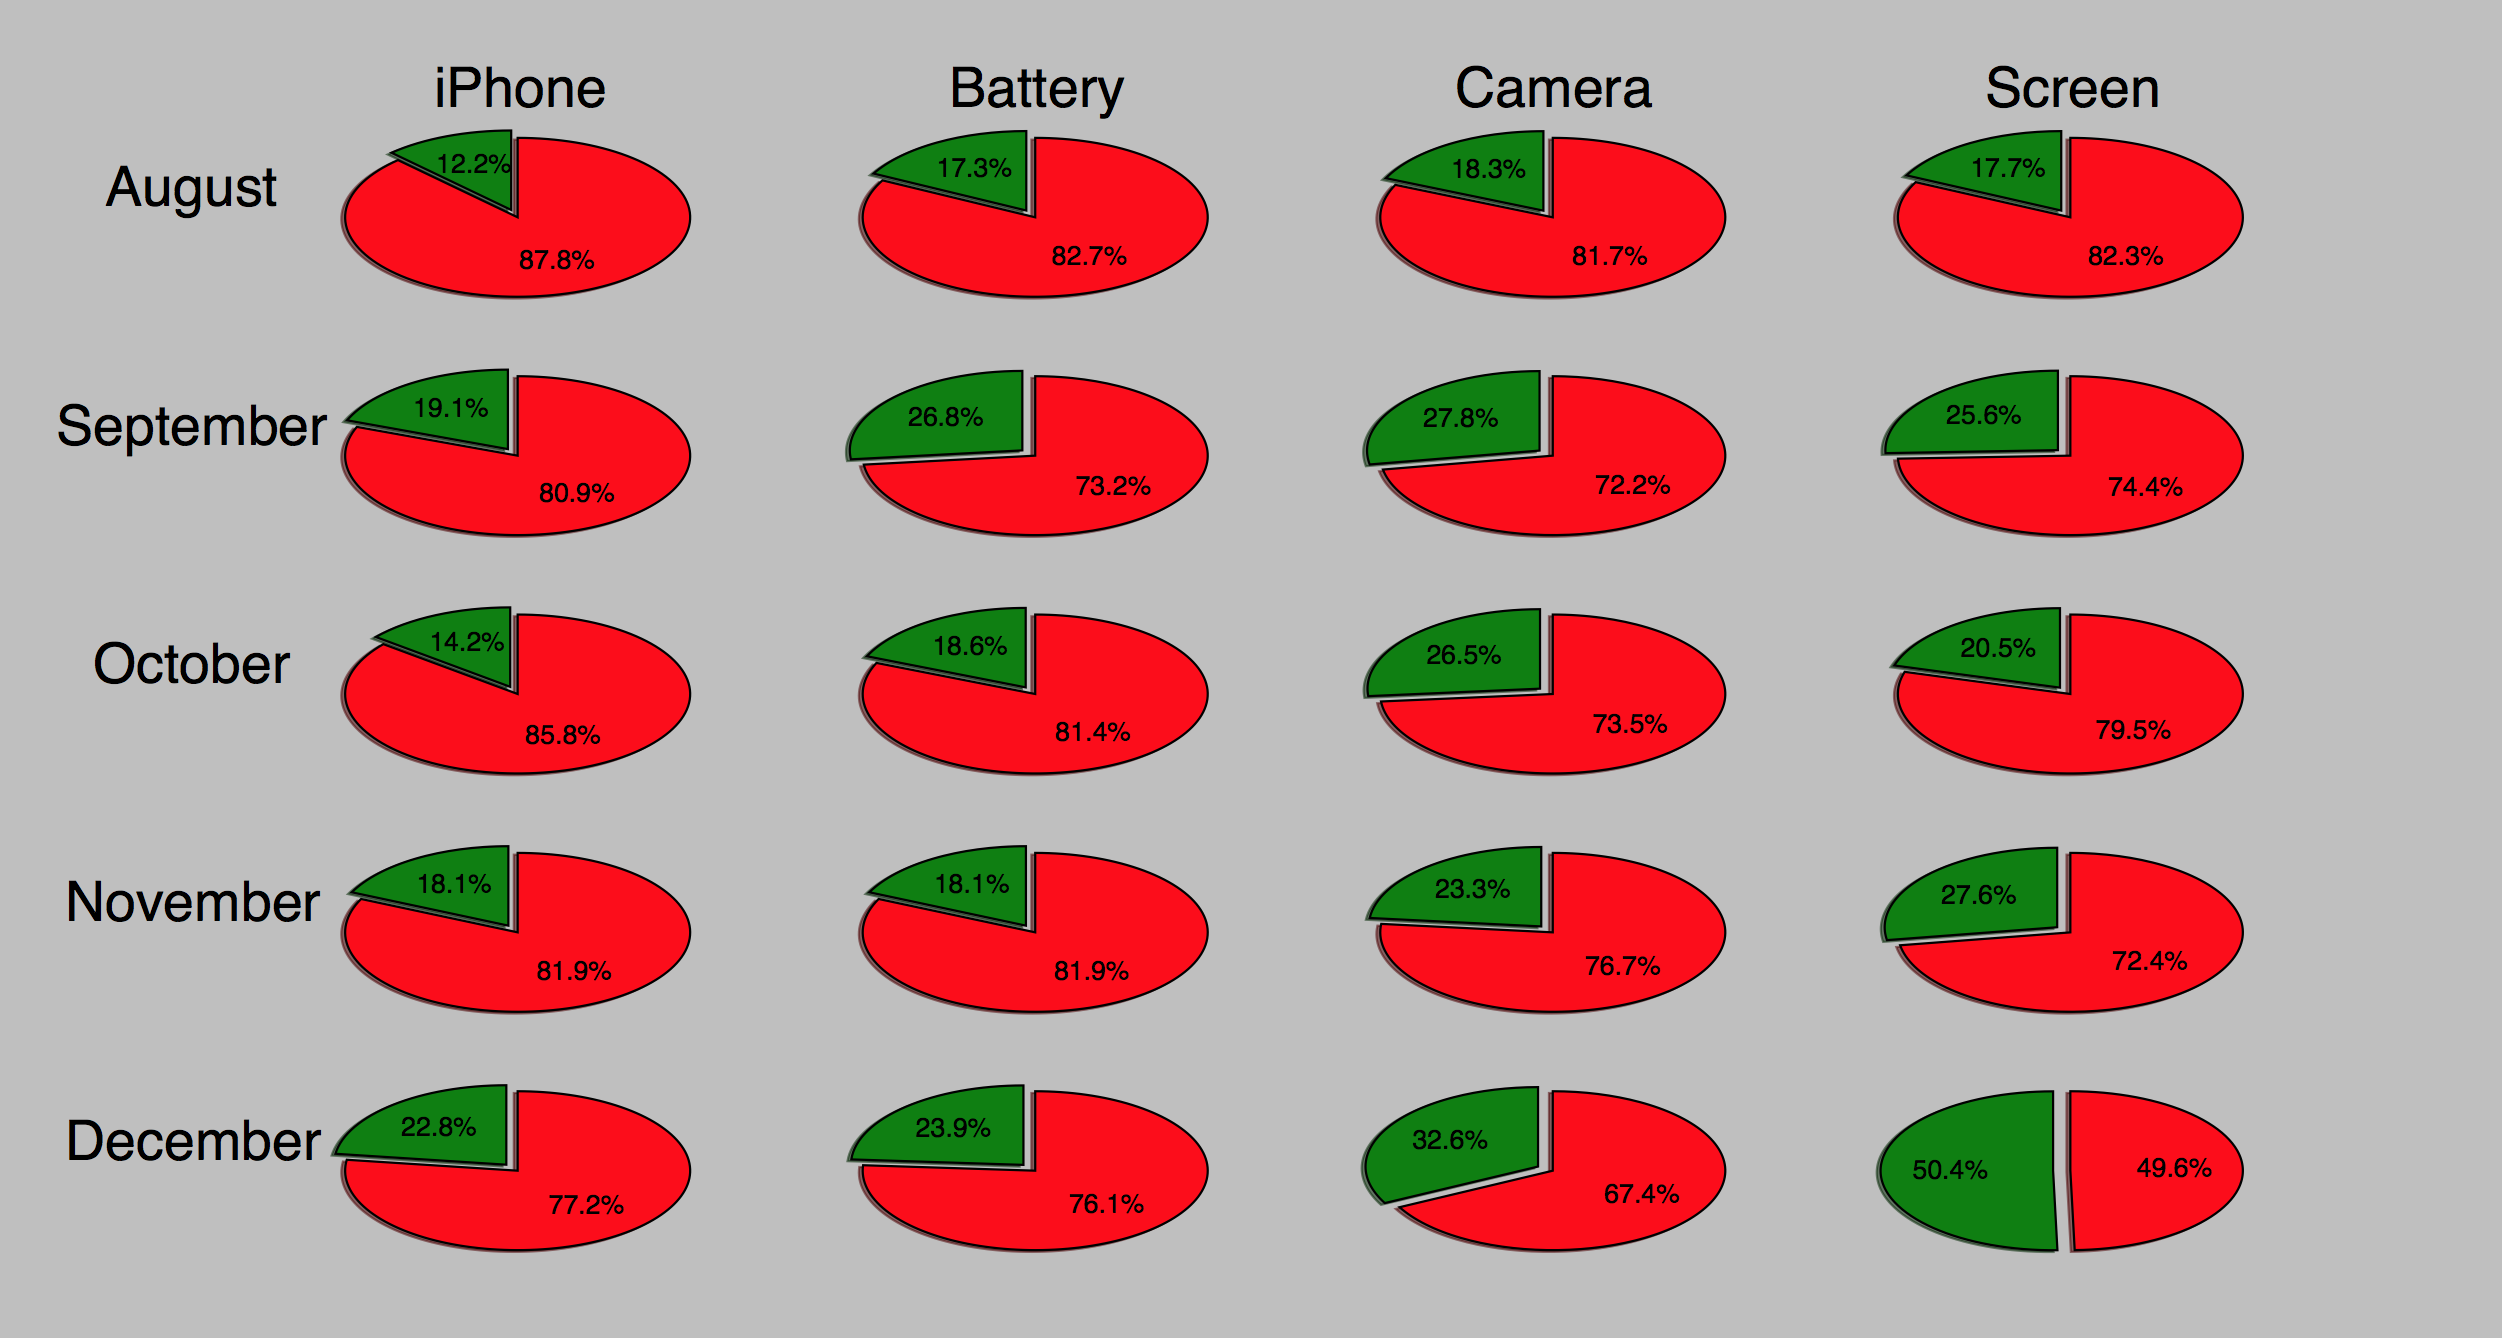 iPhone Battery Camera Screen
August
12.2% 17.3% 18.3% 17.7%
87.8% 82.7% 81.7% 82.3%
September
19.1% 26.8% 27.8% 25.6%
80.9% 73.2% 72.2% 74.4%
October
14.2% 18.6% 26.5% 20.5%
85.8% 81.4% 73.5% 79.5%
November
18.1% 18.1% 23.3% 27.6%
81.9% 81.9% 76.7% 72.4%
December
22.8% 23.9% 32.6% 50.4% 49.6%
77.2% 76.1% 67.4%